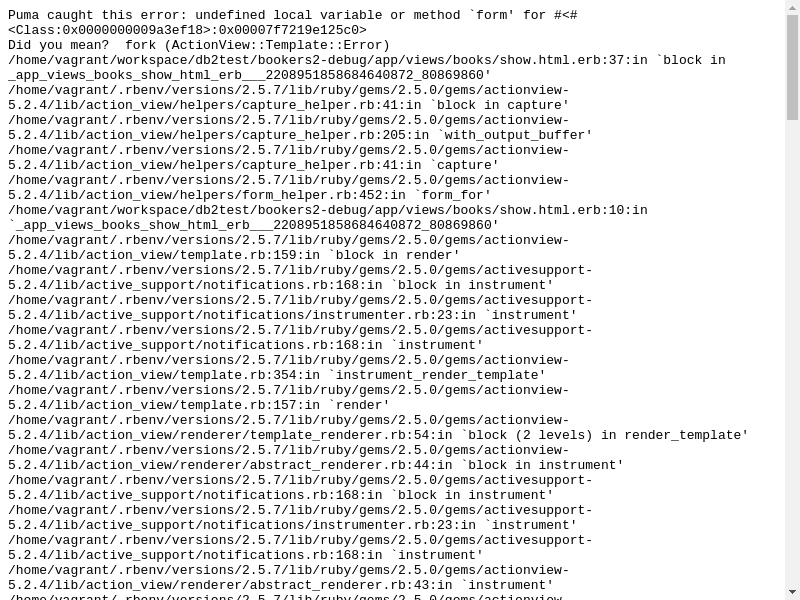 Puma caught this error: undefined local variable or method `form' for #<#
<Class:0x0000000009a3ef18>:0x00007f7219e125c0>
Did you mean?  fork (ActionView::Template::Error)
/home/vagrant/workspace/db2test/bookers2-debug/app/views/books/show.html.erb:37:in `block in
_app_views_books_show_html_erb___2208951858684640872_80869860'
/home/vagrant/.rbenv/versions/2.5.7/lib/ruby/gems/2.5.0/gems/actionview-
5.2.4/lib/action_view/helpers/capture_helper.rb:41:in `block in capture'
/home/vagrant/.rbenv/versions/2.5.7/lib/ruby/gems/2.5.0/gems/actionview-
5.2.4/lib/action_view/helpers/capture_helper.rb:205:in `with_output_buffer'
/home/vagrant/.rbenv/versions/2.5.7/lib/ruby/gems/2.5.0/gems/actionview-
5.2.4/lib/action_view/helpers/capture_helper.rb:41:in `capture'
/home/vagrant/.rbenv/versions/2.5.7/lib/ruby/gems/2.5.0/gems/actionview-
5.2.4/lib/action_view/helpers/form_helper.rb:452:in `form_for'
/home/vagrant/workspace/db2test/bookers2-debug/app/views/books/show.html.erb:10:in
`_app_views_books_show_html_erb___2208951858684640872_80869860'
/home/vagrant/.rbenv/versions/2.5.7/lib/ruby/gems/2.5.0/gems/actionview-
5.2.4/lib/action_view/template.rb:159:in `block in render'
/home/vagrant/.rbenv/versions/2.5.7/lib/ruby/gems/2.5.0/gems/activesupport-
5.2.4/lib/active_support/notifications.rb:168:in `block in instrument'
/home/vagrant/.rbenv/versions/2.5.7/lib/ruby/gems/2.5.0/gems/activesupport-
5.2.4/lib/active_support/notifications/instrumenter.rb:23:in `instrument'
/home/vagrant/.rbenv/versions/2.5.7/lib/ruby/gems/2.5.0/gems/activesupport-
5.2.4/lib/active_support/notifications.rb:168:in `instrument'
/home/vagrant/.rbenv/versions/2.5.7/lib/ruby/gems/2.5.0/gems/actionview-
5.2.4/lib/action_view/template.rb:354:in `instrument_render_template'
/home/vagrant/.rbenv/versions/2.5.7/lib/ruby/gems/2.5.0/gems/actionview-
5.2.4/lib/action_view/template.rb:157:in `render'
/home/vagrant/.rbenv/versions/2.5.7/lib/ruby/gems/2.5.0/gems/actionview-
5.2.4/lib/action_view/renderer/template_renderer.rb:54:in `block (2 levels) in render_template'
/home/vagrant/.rbenv/versions/2.5.7/lib/ruby/gems/2.5.0/gems/actionview-
5.2.4/lib/action_view/renderer/abstract_renderer.rb:44:in `block in instrument'
/home/vagrant/.rbenv/versions/2.5.7/lib/ruby/gems/2.5.0/gems/activesupport-
5.2.4/lib/active_support/notifications.rb:168:in `block in instrument'
/home/vagrant/.rbenv/versions/2.5.7/lib/ruby/gems/2.5.0/gems/activesupport-
5.2.4/lib/active_support/notifications/instrumenter.rb:23:in `instrument'
/home/vagrant/.rbenv/versions/2.5.7/lib/ruby/gems/2.5.0/gems/activesupport-
5.2.4/lib/active_support/notifications.rb:168:in `instrument'
/home/vagrant/.rbenv/versions/2.5.7/lib/ruby/gems/2.5.0/gems/actionview-
5.2.4/lib/action_view/renderer/abstract_renderer.rb:43:in `instrument'
/home/vagrant/.rbenv/versions/2.5.7/lib/ruby/gems/2.5.0/gems/actionview-